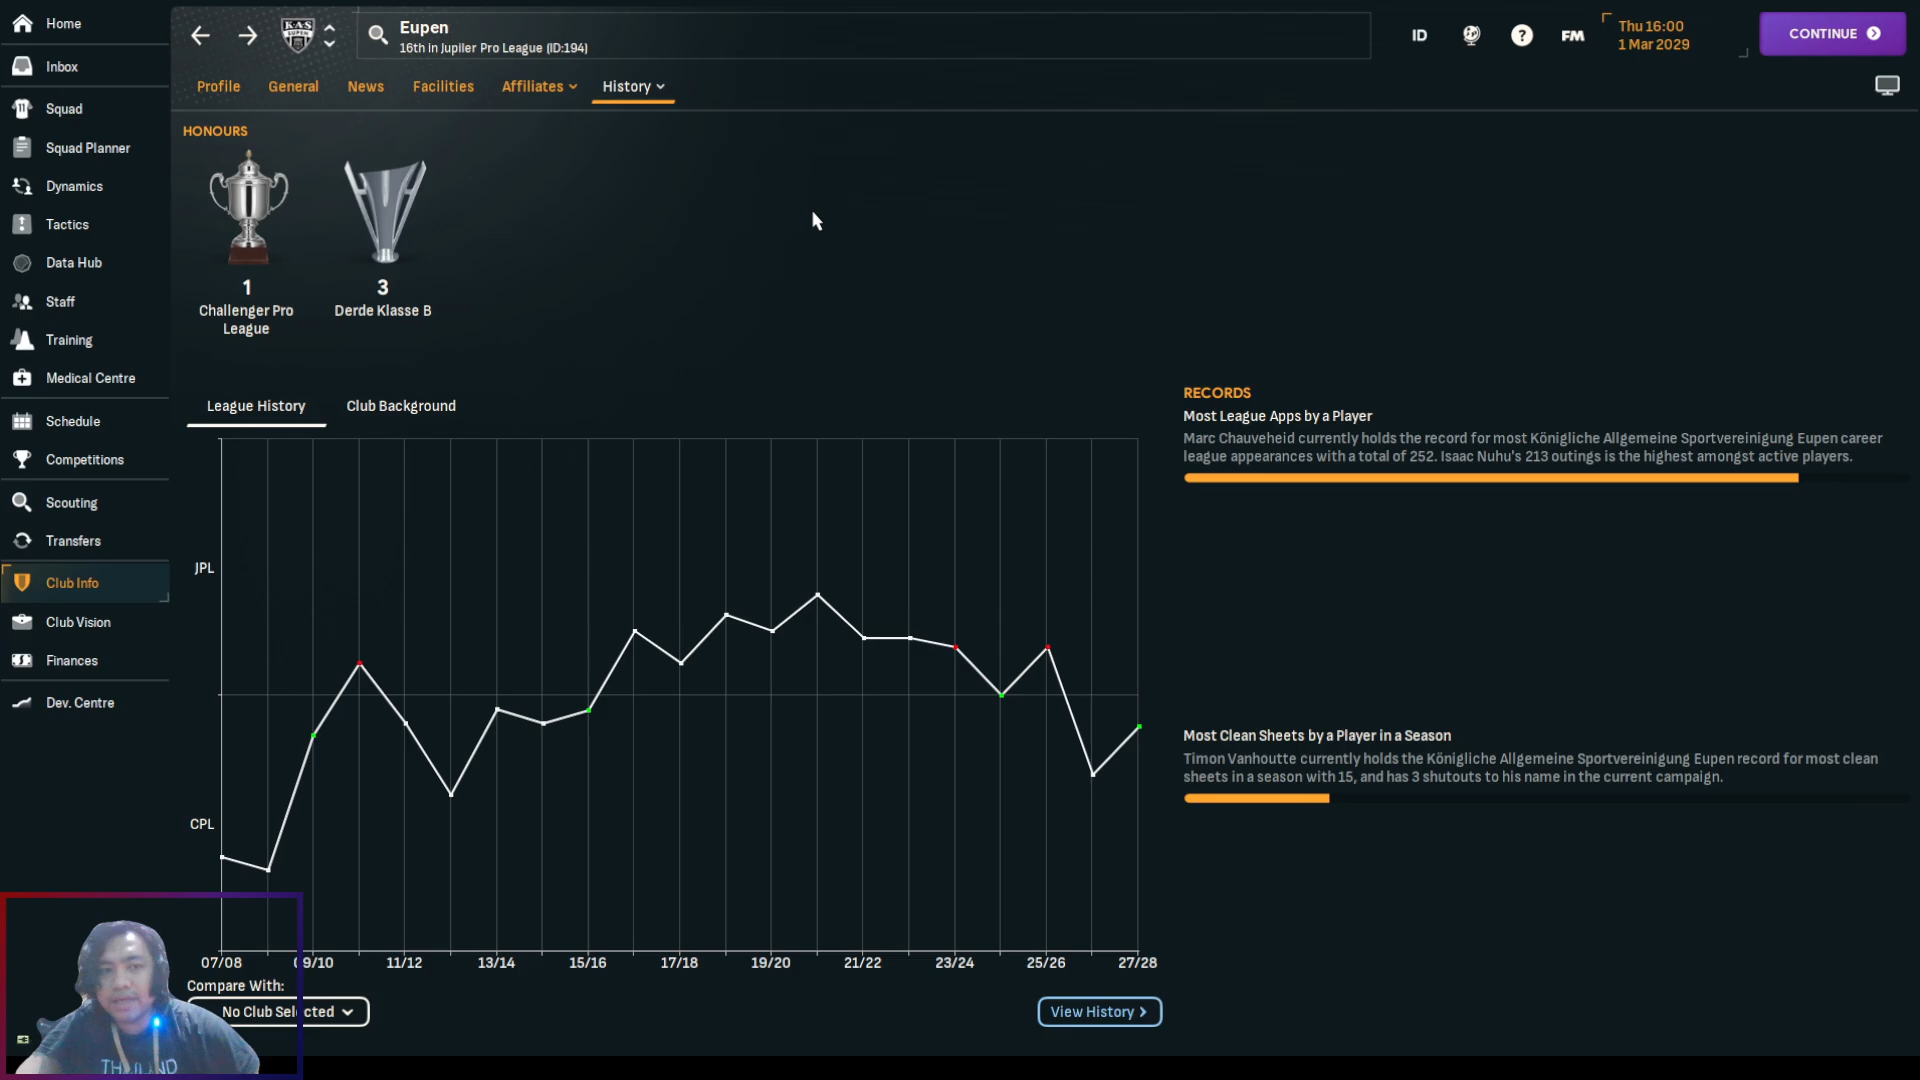 Home
Inbox
Squad
Squad Planner
Dynamics
Tactics
Data Hub
Staff
Training
Medical Centre
Schedule
Competitions
Scouting
Transfers
Club Info
Club Vision
Finances
Dev. Centre
K·A·S
EUPEN
Eupen
16th in Jupiler Pro League (ID:194)
ID
?
FM
Thu 16:00
1 Mar 2029
CONTINUE
Profile
General
News
Facilities
Affiliates
History
HONOURS
1
Challenger Pro
League
3
Derde Klasse B
League History
Club Background
JPL
CPL
07/08
09/10
11/12
13/14
15/16
17/18
19/20
21/22
23/24
25/26
27/28
Compare With:
No Club Selected
View History
RECORDS
Most League Apps by a Player
Marc Chauveheid currently holds the record for most Königliche Allgemeine Sportvereinigung Eupen career
league appearances with a total of 252. Isaac Nuhu's 213 outings is the highest amongst active players.
Most Clean Sheets by a Player in a Season
Timon Vanhoutte currently holds the Königliche Allgemeine Sportvereinigung Eupen record for most clean
sheets in a season with 15, and has 3 shutouts to his name in the current campaign.
THAILAND